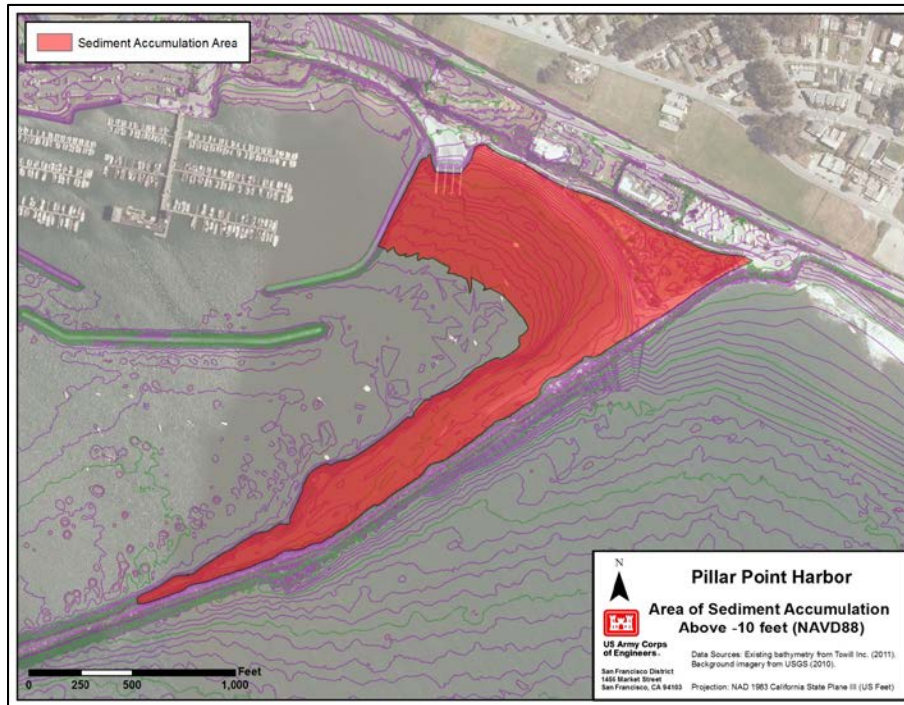 Sediment Accumulation Area
Feet
0 250 500 1,000
N
US Army Corps
of Engineers.
San Francisco District
1455 Market Street
San Francisco, CA 94103
Pillar Point Harbor
Area of Sediment Accumulation
Above -10 feet (NAVD88)
Data Sources: Existing bathymetry from Towill Inc. (2011).
Background imagery from USGS (2010).
Projection: NAD 1983 California State Plane III (US Feet)